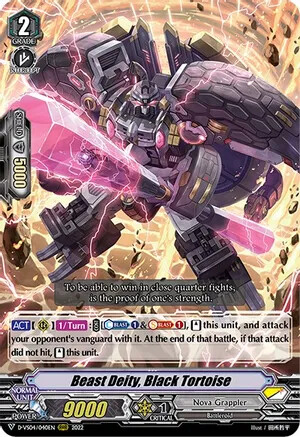 2
GRADE
INTERCEPT
5000
To be able to win in close quarter fights,
is the proof of one's strength.
ACT 1/Turn : COST BLAST 1, BLAST 1 this unit, and attack
your opponent's vanguard with it. At the end of that battle, if that attack
did not hit, this unit.
NORMAL UNIT
Beast Deity, Black Tortoise
Nova Grappler
Battleroid
POWER 9000 1 CRITICAL
D-VS04/040EN 2022
Illust /